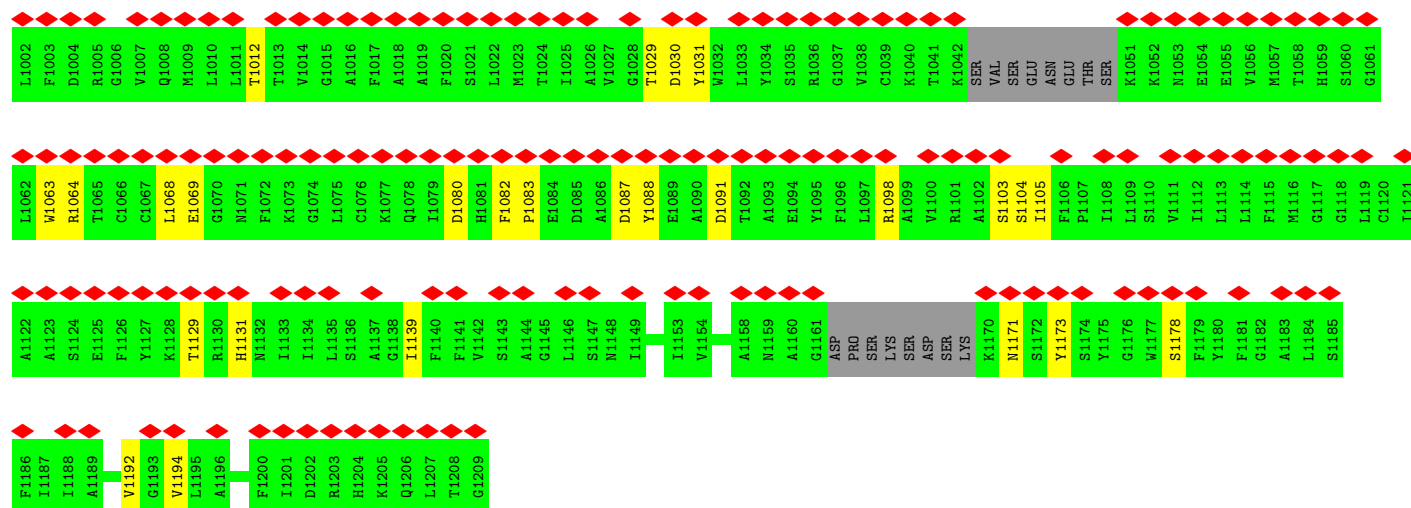 L1002 F1003 D1004 R1005 G1006 V1007 Q1008 M1009 L1010 L1011 T1012 T1013 V1014 G1015 A1016 F1017 A1018 A1019 F1020 S1021 L1022 M1023 T1024 I1025 A1026 V1027 G1028 T1029 D1030 Y1031 W1032 L1033 Y1034 S1035 R1036 G1037 V1038 C1039 K1040 T1041 K1042 SER VAL SER GLU ASN GLU THR SER K1051 K1052 N1053 E1054 E1055 V1056 M1057 T1058 H1059 S1060 G1061
L1062 W1063 R1064 T1065 C1066 C1067 L1068 E1069 G1070 N1071 F1072 K1073 G1074 L1075 C1076 K1077 Q1078 I1079 D1080 H1081 F1082 P1083 E1084 D1085 A1086 D1087 Y1088 E1089 A1090 D1091 T1092 A1093 E1094 Y1095 F1096 L1097 R1098 A1099 V1100 R1101 A1102 S1103 S1104 I1105 F1106 P1107 I1108 L1109 S1110 V1111 I1112 L1113 L1114 F1115 M1116 G1117 G1118 L1119 C1120 I1121
A1122 A1123 S1124 E1125 F1126 Y1127 K1128 T1129 R1130 H1131 N1132 I1133 I1134 L1135 S1136 A1137 G1138 I1139 F1140 F1141 V1142 S1143 A1144 G1145 L1146 S1147 N1148 I1149 I1153 V1154 A1158 N1159 A1160 G1161 ASP PRO SER LYS SER ASP SER LYS K1170 N1171 S1172 Y1173 S1174 Y1175 G1176 W1177 S1178 F1179 Y1180 F1181 G1182 A1183 L1184 S1185
F1186 I1187 I1188 A1189 V1192 G1193 V1194 L1195 A1196 F1200 I1201 D1202 R1203 H1204 K1205 Q1206 L1207 T1208 G1209